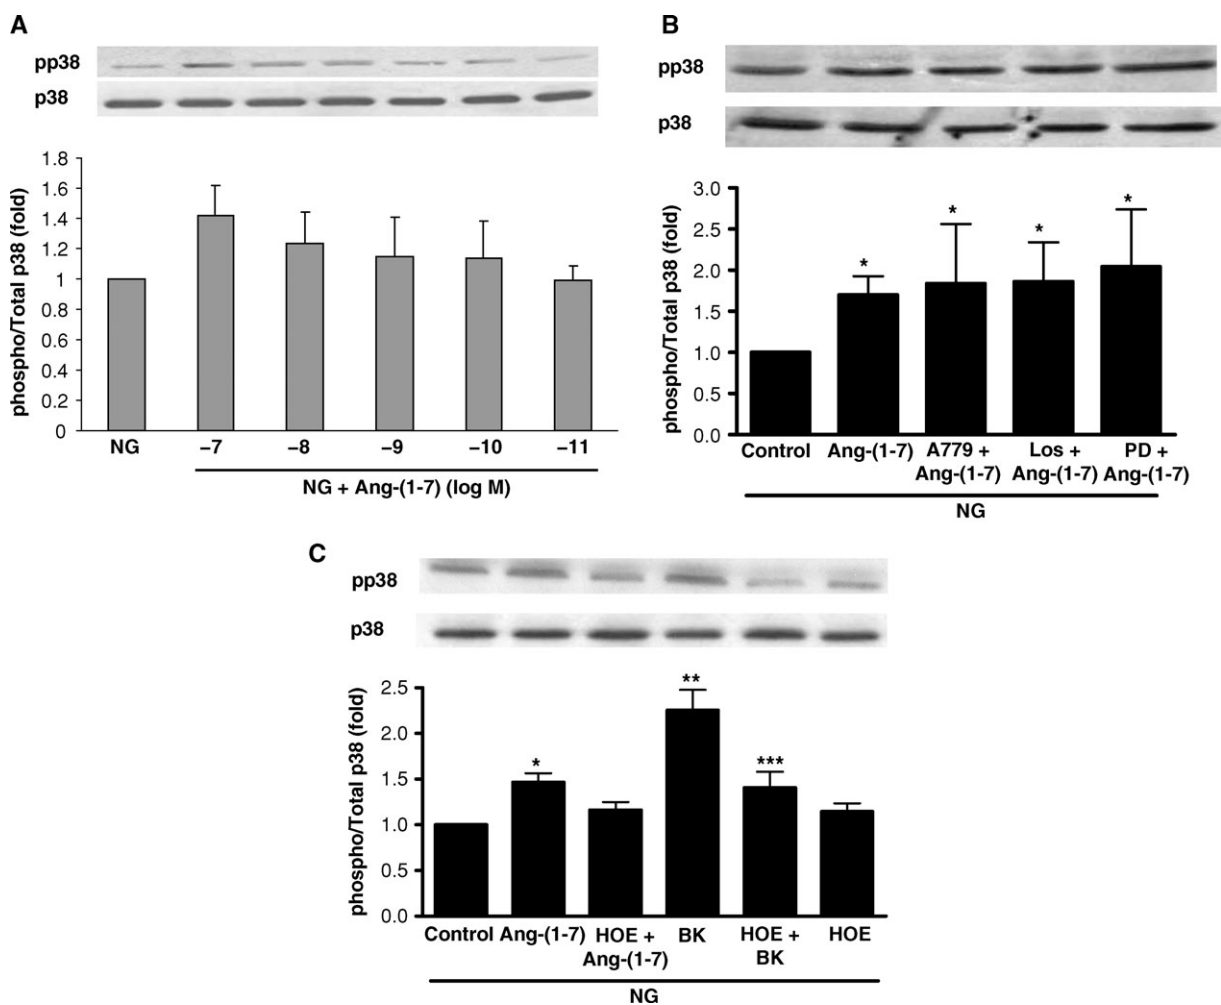 A
pp38
p38
phospho/Total p38 (fold)
1.8
1.6
1.4
1.2
1
0.8
0.6
0.4
0.2
0
NG –7 –8 –9 –10 –11
NG + Ang-(1-7) (log M)
B
pp38
p38
phospho/Total p38 (fold)
3.0
2.5
2.0
1.5
1.0
0.5
0.0
* * * *
Control Ang-(1-7) A779 + Ang-(1-7) Los + Ang-(1-7) PD + Ang-(1-7)
NG
C
pp38
p38
phospho/Total p38 (fold)
2.5
2.0
1.5
1.0
0.5
0.0
* ** ***
Control Ang-(1-7) HOE + Ang-(1-7) BK HOE + BK HOE
NG